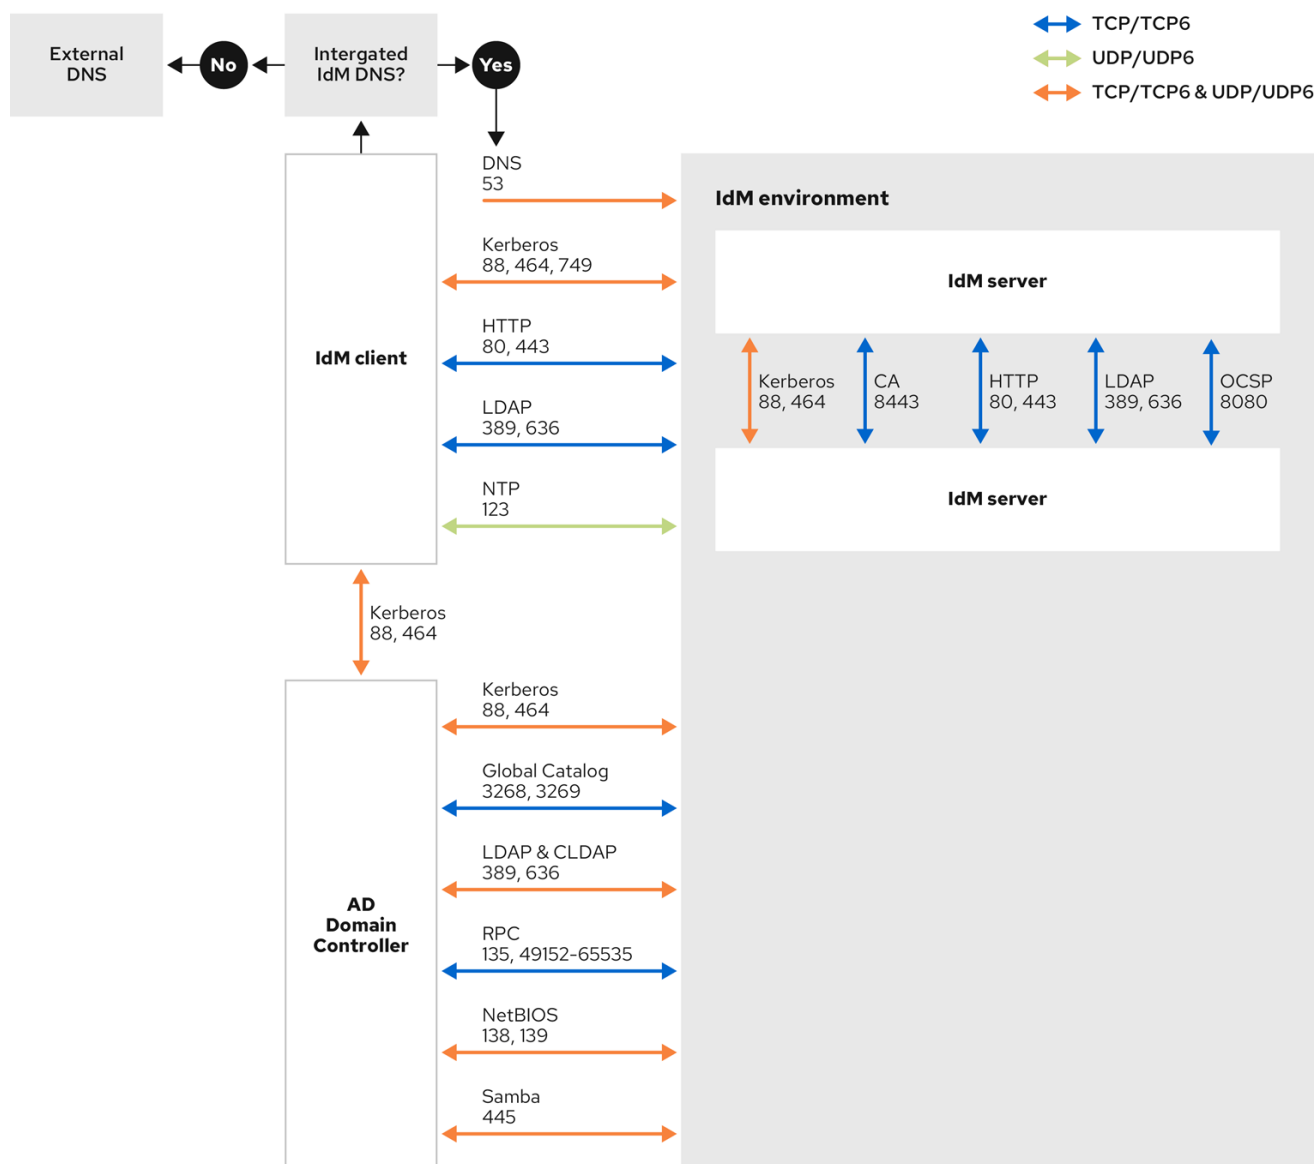 External
DNS
No
Intergated
IdM DNS?
Yes
TCP/TCP6
UDP/UDP6
TCP/TCP6 & UDP/UDP6
DNS
53
Kerberos
88, 464, 749
HTTP
80, 443
LDAP
389, 636
NTP
123
IdM client
IdM environment
IdM server
Kerberos
88, 464
CA
8443
HTTP
80, 443
LDAP
389, 636
OCSP
8080
IdM server
Kerberos
88, 464
AD
Domain
Controller
Kerberos
88, 464
Global Catalog
3268, 3269
LDAP & CLDAP
389, 636
RPC
135, 49152-65535
NetBIOS
138, 139
Samba
445